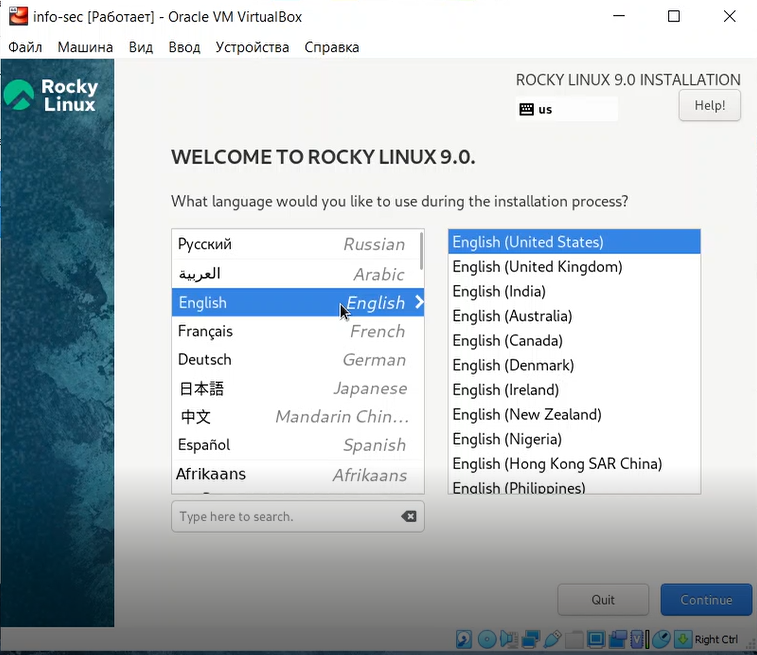 info-sec [Работает] - Oracle VM VirtualBox
Файл Машина Вид Ввод Устройства Справка
Rocky
Linux
ROCKY LINUX 9.0 INSTALLATION
us
Help!
WELCOME TO ROCKY LINUX 9.0.
What language would you like to use during the installation process?
Русский Russian
العربية Arabic
English English
Français French
Deutsch German
日本語 Japanese
中文 Mandarin Chin...
Español Spanish
Afrikaans Afrikaans
English (United States)
English (United Kingdom)
English (India)
English (Australia)
English (Canada)
English (Denmark)
English (Ireland)
English (New Zealand)
English (Nigeria)
English (Hong Kong SAR China)
English (Philippines)
Type here to search.
Quit
Continue
Right Ctrl